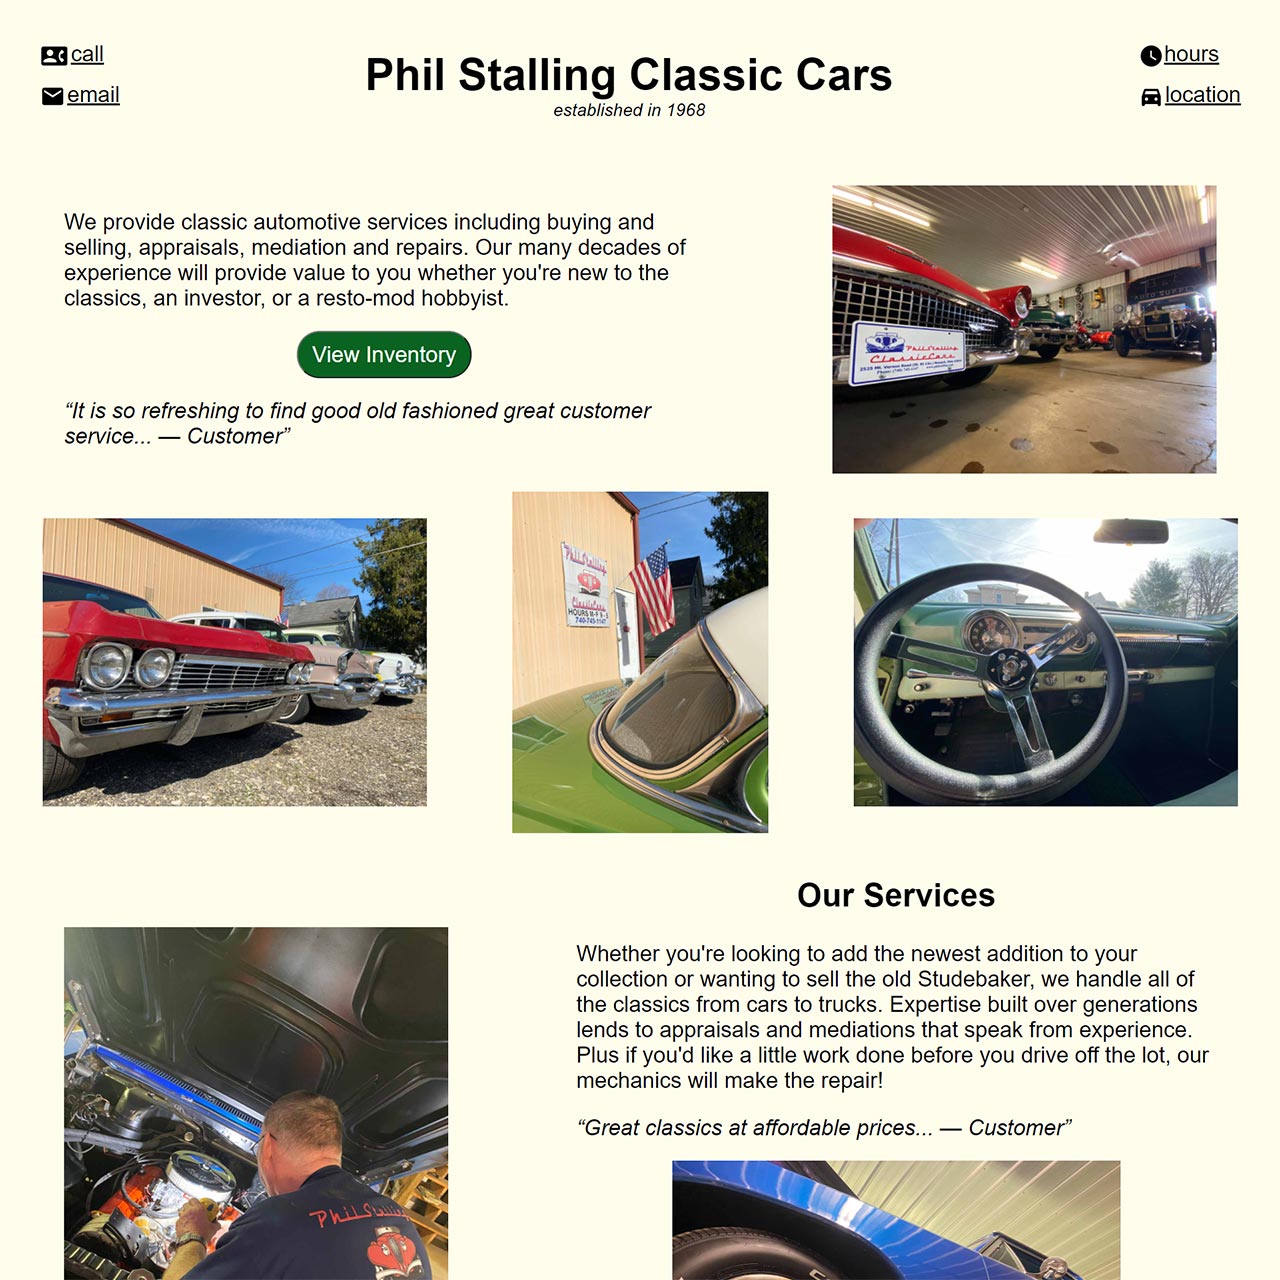 call
email
Phil Stalling Classic Cars
established in 1968
hours
location
We provide classic automotive services including buying and
selling, appraisals, mediation and repairs. Our many decades of
experience will provide value to you whether you're new to the
classics, an investor, or a resto-mod hobbyist.
View Inventory
“It is so refreshing to find good old fashioned great customer
service... — Customer”
AUTO SUPPLY
Phil Stalling
Classic Cars
Phil Stalling
Classic Cars
HOURS M-F 9-5
740-745-1147
Our Services
Whether you're looking to add the newest addition to your
collection or wanting to sell the old Studebaker, we handle all of
the classics from cars to trucks. Expertise built over generations
lends to appraisals and mediations that speak from experience.
Plus if you'd like a little work done before you drive off the lot, our
mechanics will make the repair!
“Great classics at affordable prices... — Customer”
Phil Stalling